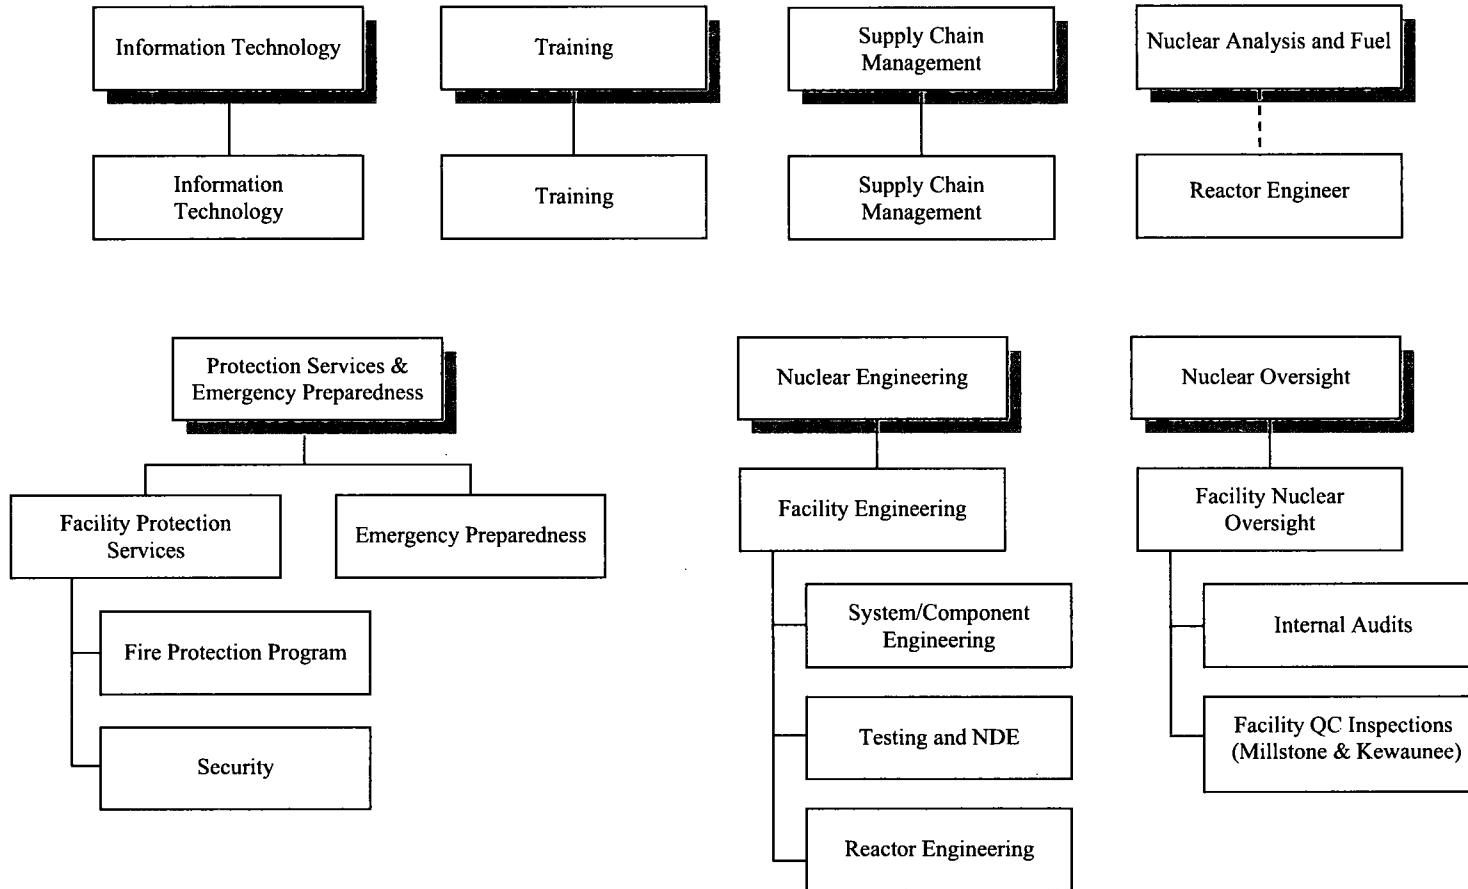 Information Technology
Training
Supply Chain
Management
Nuclear Analysis and Fuel
Information
Technology
Training
Supply Chain
Management
Reactor Engineer
Protection Services &
Emergency Preparedness
Nuclear Engineering
Nuclear Oversight
Facility Protection
Services
Emergency Preparedness
Facility Engineering
Facility Nuclear
Oversight
Fire Protection Program
Security
System/Component
Engineering
Testing and NDE
Reactor Engineering
Internal Audits
Facility QC Inspections
(Millstone & Kewaunee)